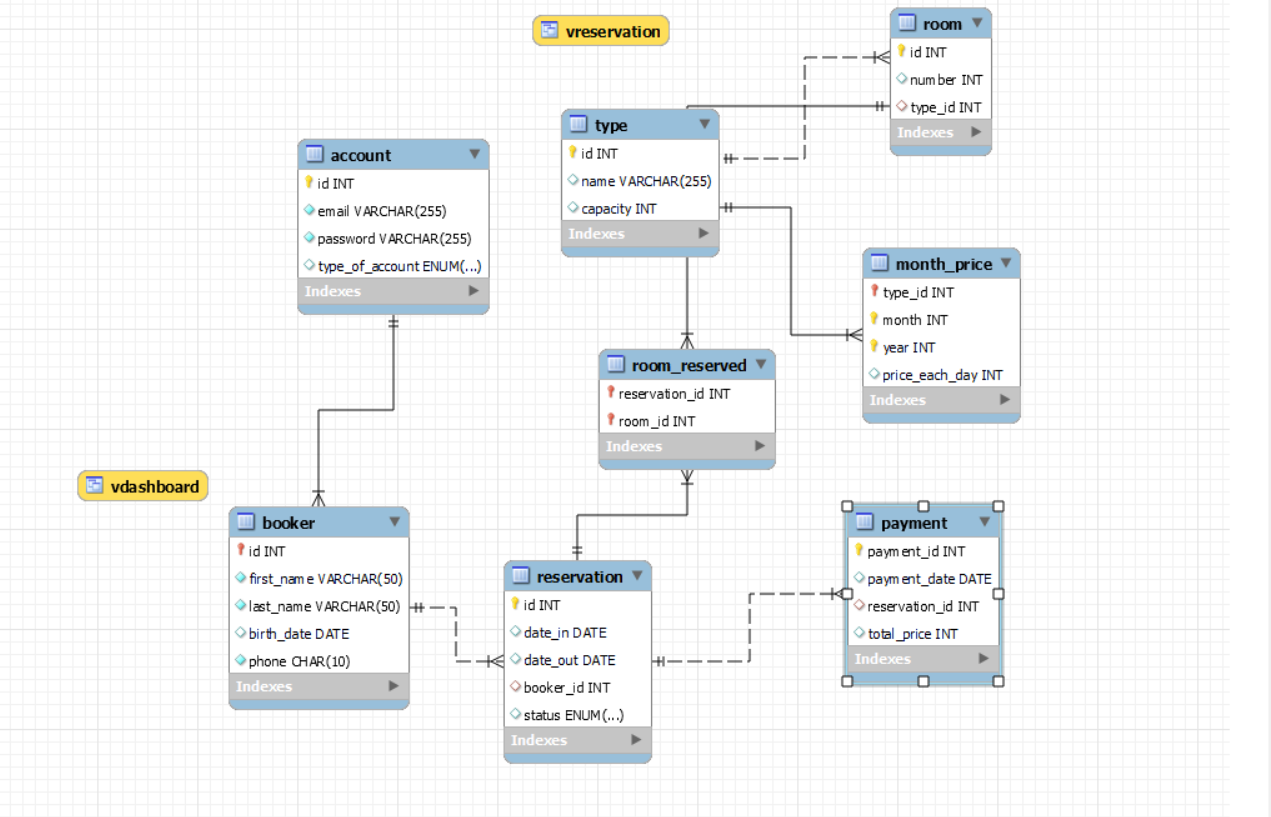 vreservation
room
id INT
number INT
type_id INT
Indexes
type
id INT
name VARCHAR(255)
capacity INT
Indexes
account
id INT
email VARCHAR(255)
password VARCHAR(255)
type_of_account ENUM(...)
Indexes
month_price
type_id INT
month INT
year INT
price_each_day INT
Indexes
room_reserved
reservation_id INT
room_id INT
Indexes
vdashboard
booker
id INT
first_name VARCHAR(50)
last_name VARCHAR(50)
birth_date DATE
phone CHAR(10)
Indexes
reservation
id INT
date_in DATE
date_out DATE
booker_id INT
status ENUM(...)
Indexes
payment
payment_id INT
payment_date DATE
reservation_id INT
total_price INT
Indexes